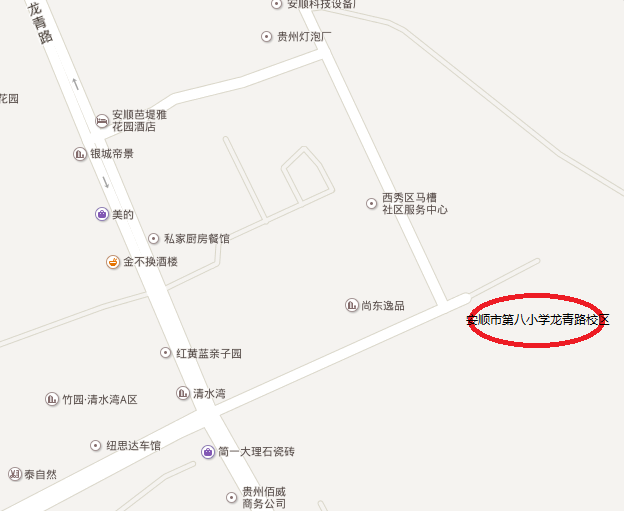 安顺科技设备厂
龙青路
贵州灯泡厂
花园
安顺芭堤雅
花园酒店
银城帝景
西秀区马槽
社区服务中心
美的
私家厨房餐馆
金不换酒楼
尚东逸品
安顺市第八小学龙青路校区
红黄蓝亲子园
清水湾
竹园·清水湾A区
纽思达车馆
简一大理石瓷砖
泰自然
贵州佰威
商务公司